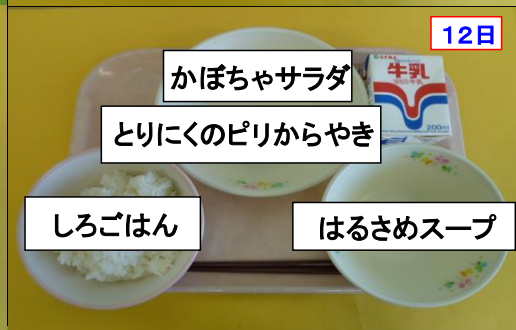 12日
かぼちゃサラダ
牛乳
200ml
とりにくのピリからやき
しろごはん
はるさめスープ